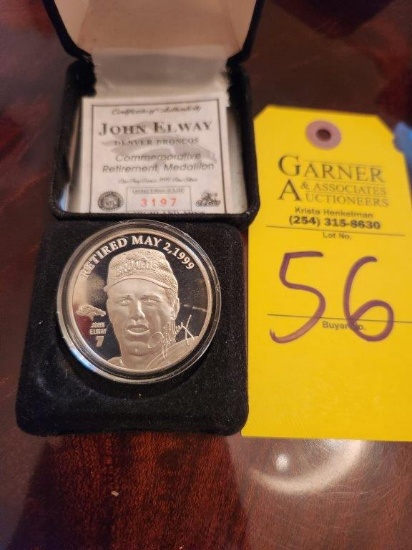 Certificate of Authenticity
JOHN ELWAY
DENVER BRONCOS
Commemorative
Retirement Medallion
3197
RETIRED MAY 2, 1999
JOHN
ELWAY
7
GARNER
& ASSOCIATES
AUCTIONEERS
Krista Henkelman
(254) 315-8630
Lot No.
56
Buyer No.